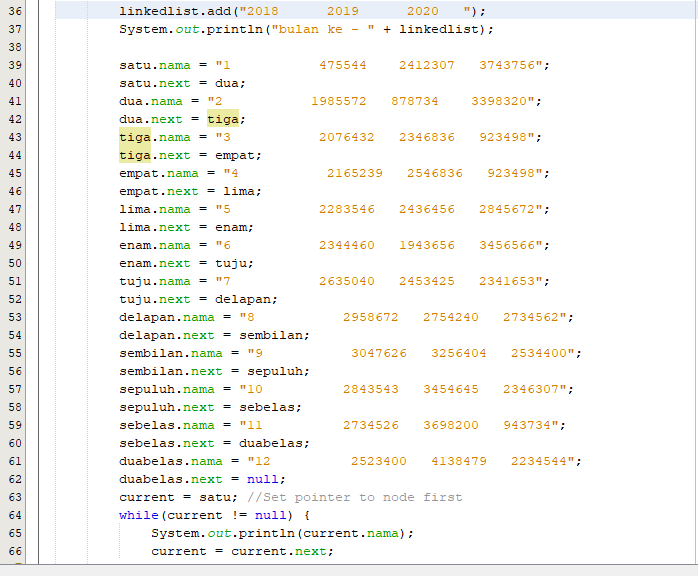 36 linkedlist.add("2018      2019      2020   ");
37 System.out.println("bulan ke - " + linkedlist);
38
39 satu.nama = "1           475544    2412307   3743756";
40 satu.next = dua;
41 dua.nama = "2           1985572   878734    3398320";
42 dua.next = tiga;
43 tiga.nama = "3           2076432   2346836   923498";
44 tiga.next = empat;
45 empat.nama = "4           2165239   2546836   923498";
46 empat.next = lima;
47 lima.nama = "5           2283546   2436456   2845672";
48 lima.next = enam;
49 enam.nama = "6           2344460   1943656   3456566";
50 enam.next = tuju;
51 tuju.nama = "7           2635040   2453425   2341653";
52 tuju.next = delapan;
53 delapan.nama = "8           2958672   2754240   2734562";
54 delapan.next = sembilan;
55 sembilan.nama = "9           3047626   3256404   2534400";
56 sembilan.next = sepuluh;
57 sepuluh.nama = "10          2843543   3454645   2346307";
58 sepuluh.next = sebelas;
59 sebelas.nama = "11          2734526   3698200   943734";
60 sebelas.next = duabelas;
61 duabelas.nama = "12          2523400   4138479   2234544";
62 duabelas.next = null;
63 current = satu; //Set pointer to node first
64 while(current != null) {
65 System.out.println(current.nama);
66 current = current.next;